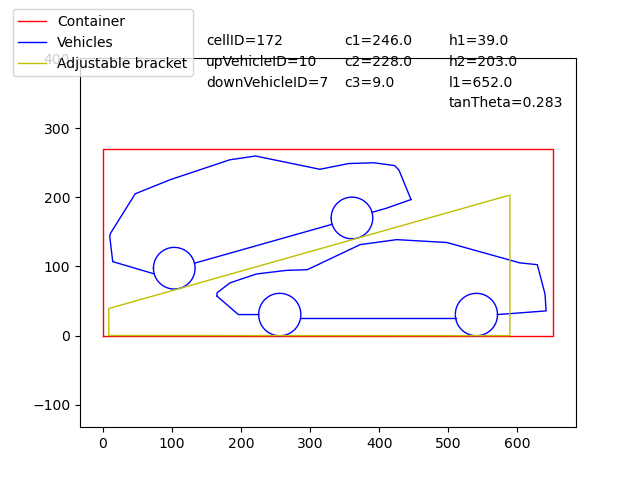 Container
Vehicles
Adjustable bracket
cellID=172
upVehicleID=10
downVehicleID=7
c1=246.0
c2=228.0
c3=9.0
h1=39.0
h2=203.0
l1=652.0
tanTheta=0.283
400
300
200
100
0
−100
0 100 200 300 400 500 600